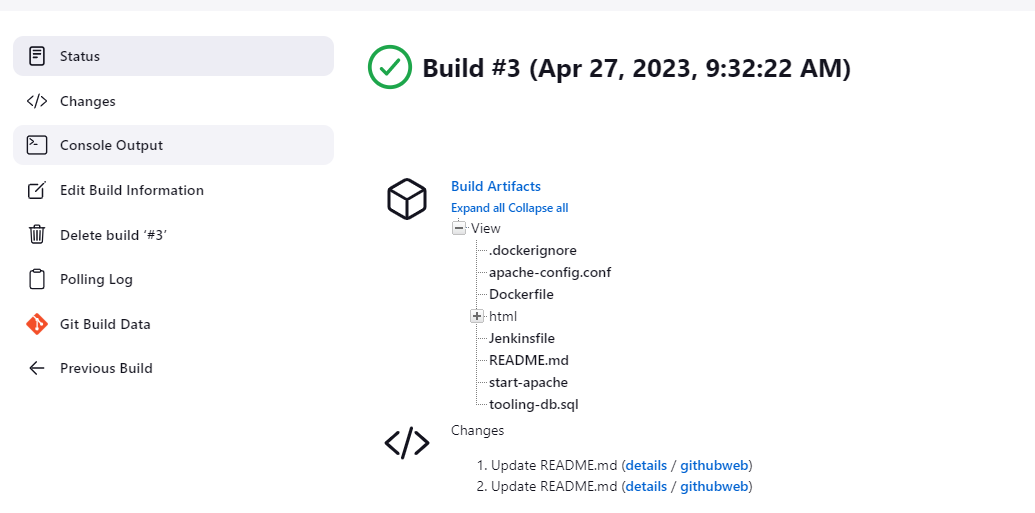 Status
Changes
Console Output
Edit Build Information
Delete build ‘#3’
Polling Log
Git Build Data
Previous Build
Build #3 (Apr 27, 2023, 9:32:22 AM)
Build Artifacts
Expand all Collapse all
View
.dockerignore
apache-config.conf
Dockerfile
html
Jenkinsfile
README.md
start-apache
tooling-db.sql
Changes
1. Update README.md (details / githubweb)
2. Update README.md (details / githubweb)